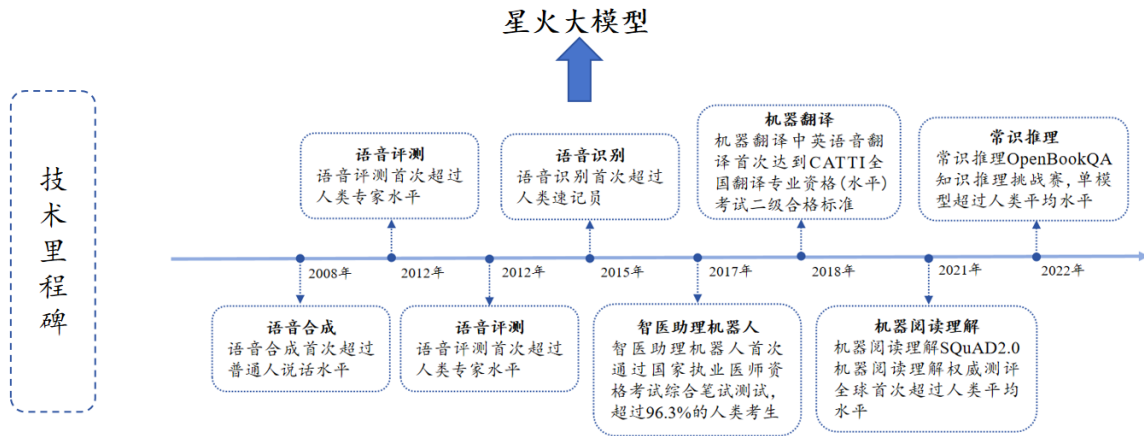 星火大模型
技术里程碑
语音评测
语音评测首次超过
人类专家水平
语音识别
语音识别首次超过
人类速记员
机器翻译
机器翻译中英语音翻
译首次达到CATTI全
国翻译专业资格(水平)
考试二级合格标准
常识推理
常识推理OpenBookQA
知识推理挑战赛,单模
型超过人类平均水平
2008年
2012年
2012年
2015年
2017年
2018年
2021年
2022年
语音合成
语音合成首次超过
普通人说话水平
语音评测
语音评测首次超过
人类专家水平
智医助理机器人
智医助理机器人首次
通过国家执业医师资
格考试综合笔试测试,
超过96.3%的人类考生
机器阅读理解
机器阅读理解SQuAD2.0
机器阅读理解权威测评
全球首次超过人类平均
水平